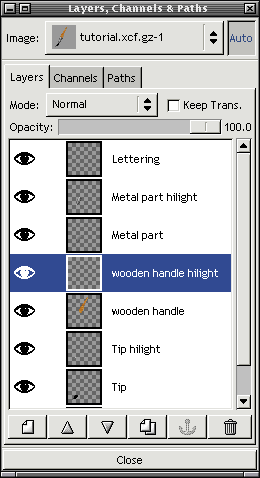 Layers, Channels & Paths
Image: tutorial.xcf.gz-1 Auto
Layers Channels Paths
Mode: Normal Keep Trans.
Opacity: 100.0
Lettering
Metal part hilight
Metal part
wooden handle hilight
wooden handle
Tip hilight
Tip
Close